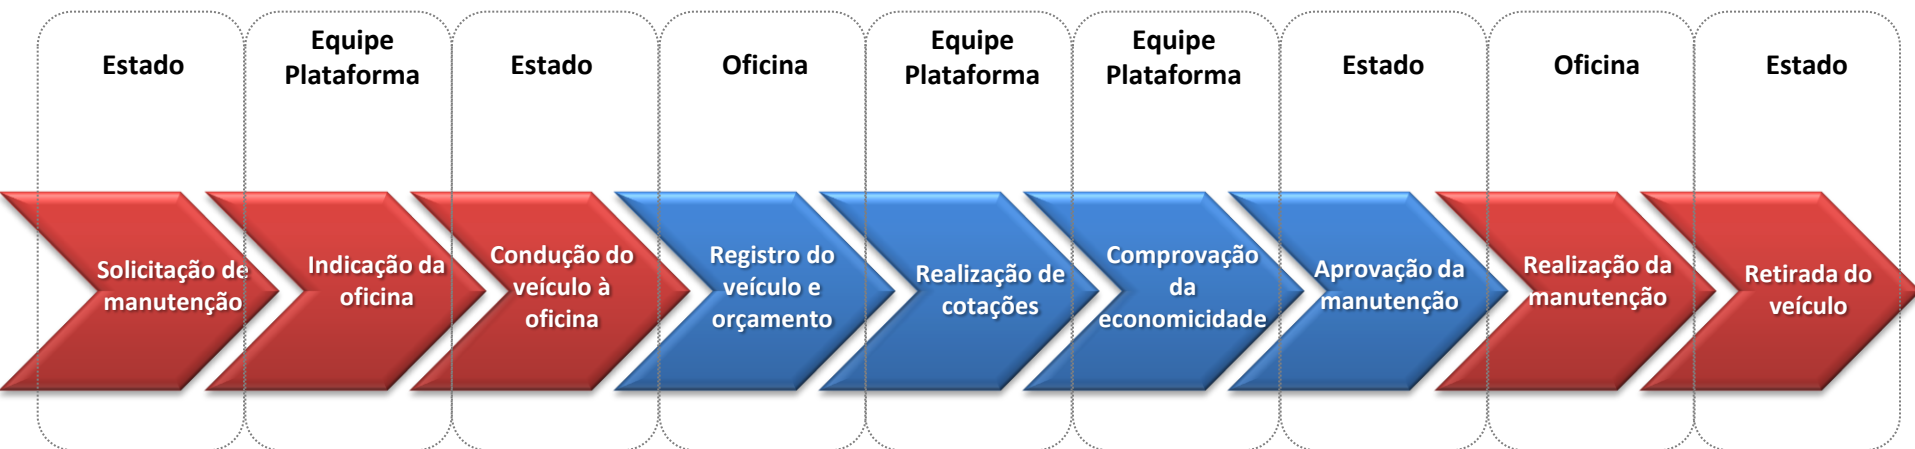 Estado
Equipe
Plataforma
Estado
Oficina
Equipe
Plataforma
Equipe
Plataforma
Estado
Oficina
Estado
Solicitação de
manutenção
Indicação da
oficina
Condução do
veículo à
oficina
Registro do
veículo e
orçamento
Realização de
cotações
Comprovação
da
economicidade
Aprovação da
manutenção
Realização da
manutenção
Retirada do
veículo